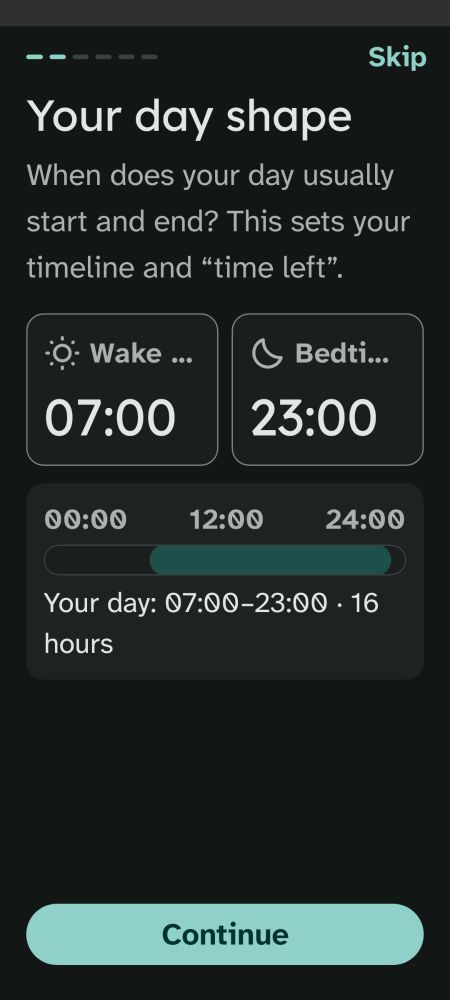 Skip
Your day shape
When does your day usually
start and end? This sets your
timeline and “time left”.
Wake ...
Bedti...
07:00
23:00
00:00 12:00 24:00
Your day: 07:00–23:00 · 16
hours
Continue